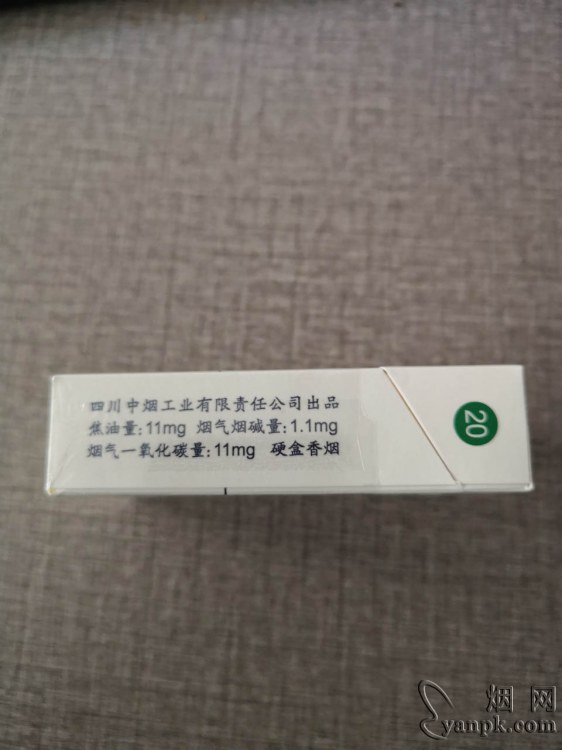 四川中烟工业有限责任公司出品
焦油量:11mg 烟气烟碱量:1.1mg
烟气一氧化碳量:11mg 硬盒香烟
20
烟网
yanpk.com